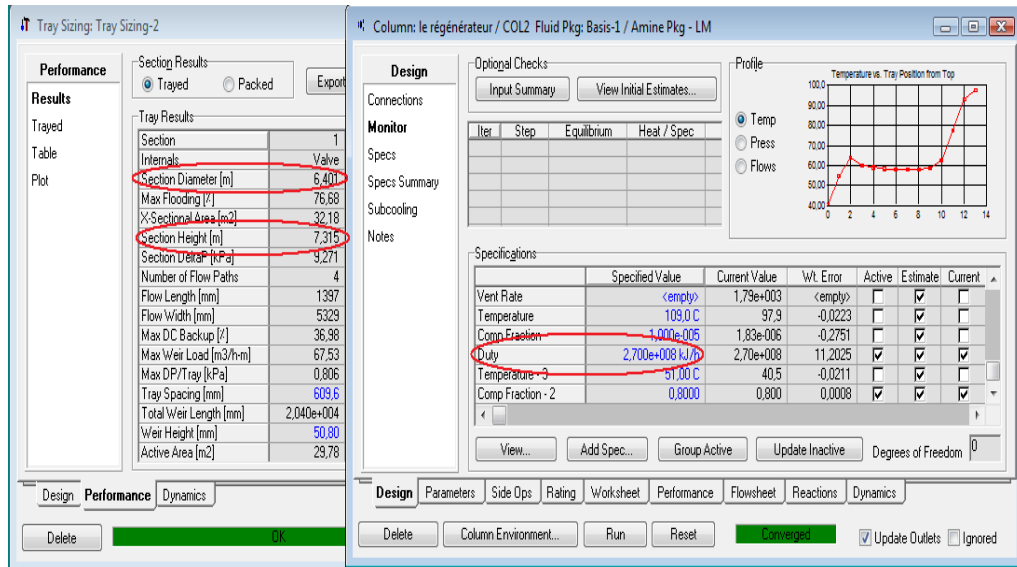 Tray Sizing: Tray Sizing-2
Performance
Results
Trayed
Table
Plot
Section Results
Trayed Packed Export
Tray Results
Section 1
Internals Valve
Section Diameter [m] 6,401
Max Flooding [%] 76,68
X-Sectional Area [m2] 32,18
Section Height [m] 7,315
Section DeltaP [kPa] 9,271
Number of Flow Paths 4
Flow Length [mm] 1397
Flow Width [mm] 5329
Max DC Backup [%] 36,98
Max Weir Load [m3/h-m] 67,53
Max DP/Tray [kPa] 0,806
Tray Spacing [mm] 609,6
Total Weir Length [mm] 2,040e+004
Weir Height [mm] 50,80
Active Area [m2] 29,78
Design Performance Dynamics
Delete OK
Column: le régénérateur / COL2 Fluid Pkg: Basis-1 / Amine Pkg - LM
Design
Connections
Monitor
Specs
Specs Summary
Subcooling
Notes
Optional Checks
Input Summary View Initial Estimates...
Iter Step Equilibrium Heat / Spec
Profile
Temp
Press
Flows
Temperature vs. Tray Position from Top
100,0
90,00
80,00
70,00
60,00
50,00
40,00
0 2 4 6 8 10 12 14
Specifications
Specified Value Current Value Wt. Error Active Estimate Current
Vent Rate <empty> 1,79e+003 <empty>
Temperature 109,0 C 97,9 -0,0223
Comp Fraction 1,000e-005 1,83e-006 -0,2751
Duty 2,700e+008 kJ/h 2,70e+008 11,2025
Temperature - 3 51,00 C 40,5 -0,0211
Comp Fraction - 2 0,8000 0,800 0,0008
View... Add Spec... Group Active Update Inactive Degrees of Freedom 0
Design Parameters Side Ops Rating Worksheet Performance Flowsheet Reactions Dynamics
Delete Column Environment... Run Reset Converged Update Outlets Ignored